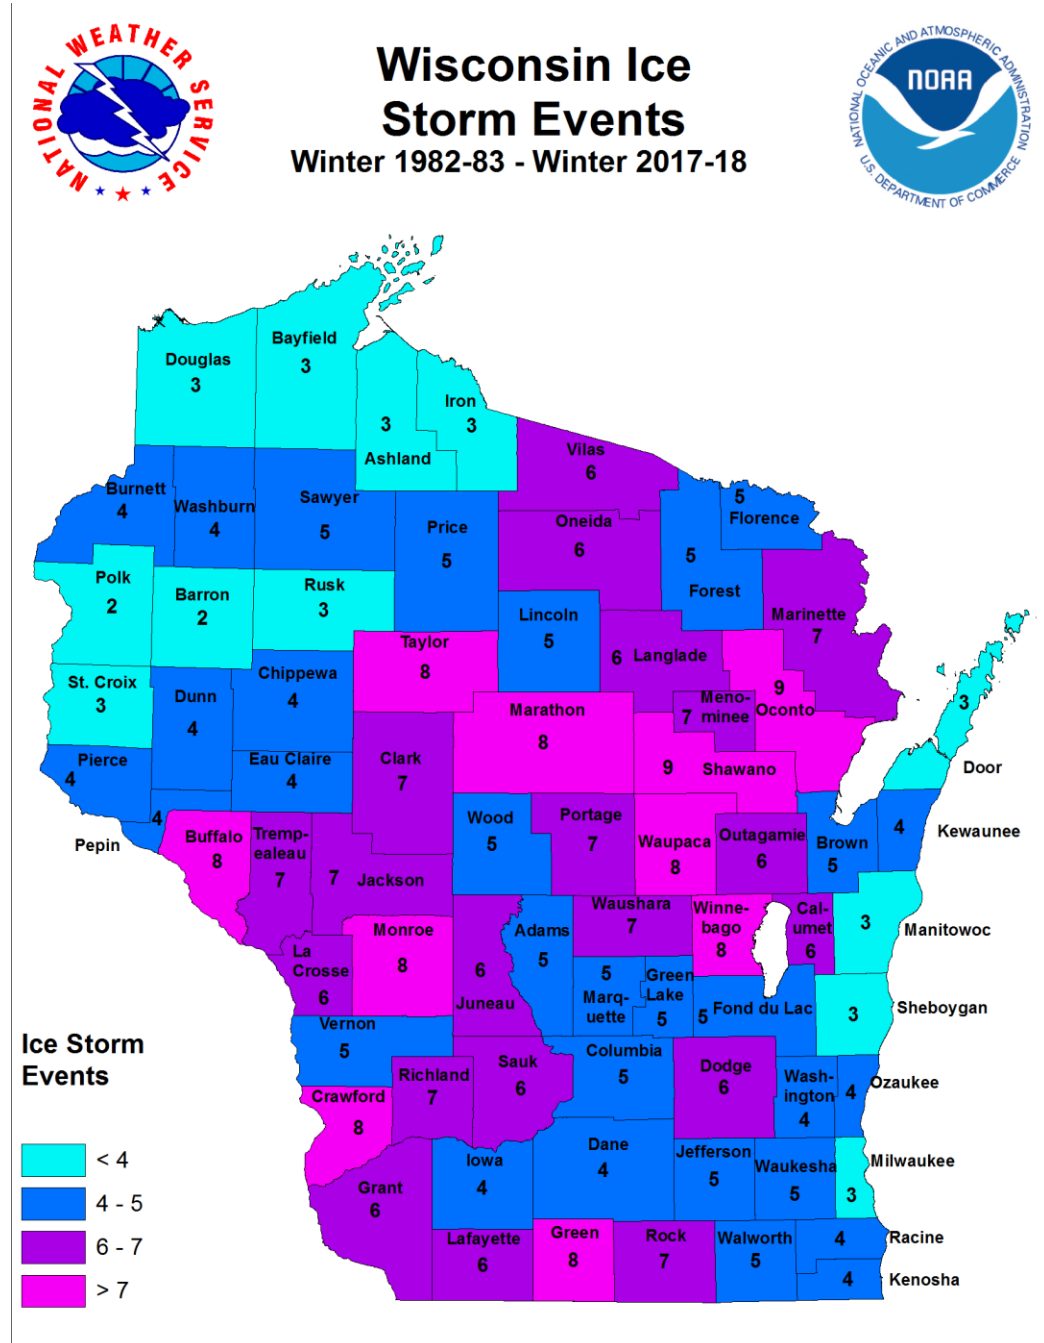 NATIONAL WEATHER SERVICE
Wisconsin Ice
Storm Events
Winter 1982-83 - Winter 2017-18
NATIONAL OCEANIC AND ATMOSPHERIC ADMINISTRATION
NOAA
U.S. DEPARTMENT OF COMMERCE
Bayfield
3
Douglas
3
Iron
3
3
Ashland
Vilas
6
Burnett
4
Washburn
4
Sawyer
5
Price
5
Oneida
6
5
Florence
5
Forest
Polk
2
Barron
2
Rusk
3
Lincoln
5
Marinette
7
Taylor
8
6 Langlade
St. Croix
3
Dunn
4
Chippewa
4
Marathon
8
7
Meno-
minee
9
Oconto
3
Door
Pierce
4
Eau Claire
4
Clark
7
9 Shawano
4
Pepin
Buffalo
8
Tremp-
ealeau
7
7 Jackson
Wood
5
Portage
7
Waupaca
8
Outagamie
6
Brown
5
4
Kewaunee
Monroe
8
La
Crosse
6
6
Juneau
Adams
5
Waushara
7
Winne-
bago
8
Cal-
umet
6
3
Manitowoc
5
Marq-
uette
Green
Lake
5
5 Fond du Lac
3
Sheboygan
Vernon
5
Richland
7
Sauk
6
Columbia
5
Dodge
6
Wash-
ington
4
4
Ozaukee
Crawford
8
Grant
6
Iowa
4
Dane
4
Jefferson
5
Waukesha
5
3
Milwaukee
Lafayette
6
Green
8
Rock
7
Walworth
5
4
Racine
4
Kenosha
Ice Storm
Events
< 4
4 - 5
6 - 7
> 7